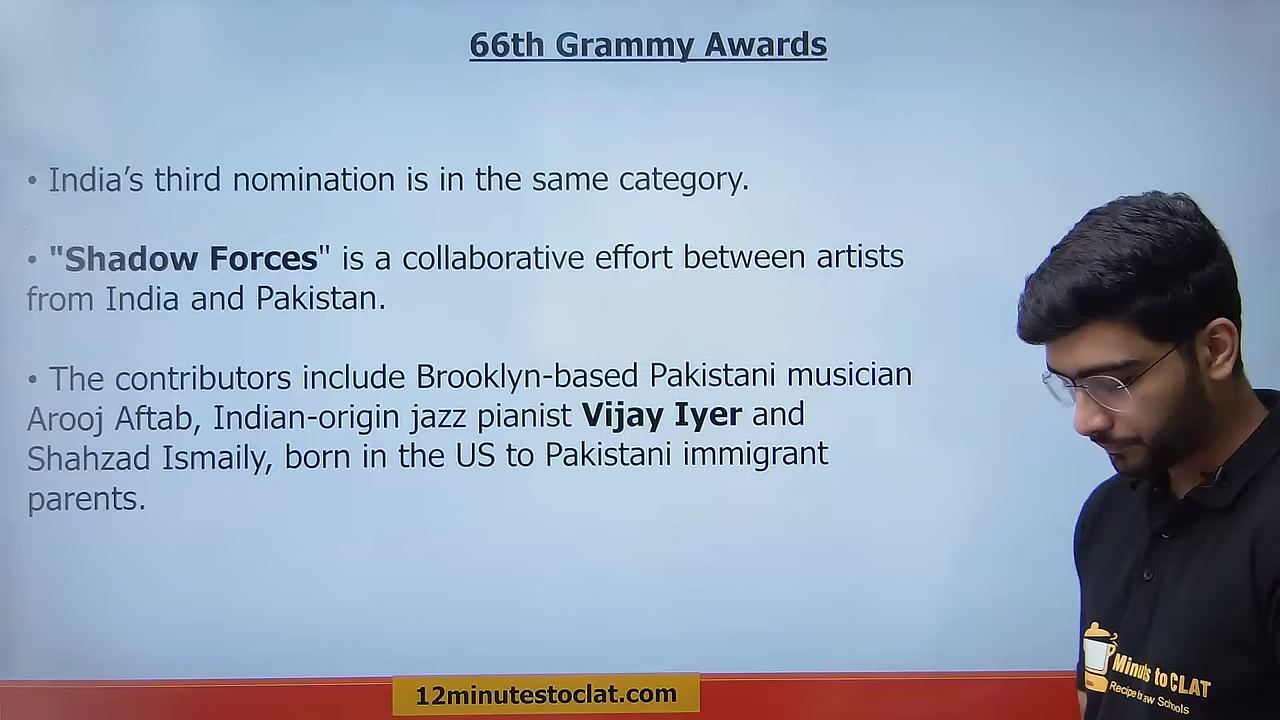 66th Grammy Awards
• India’s third nomination is in the same category.
• "Shadow Forces" is a collaborative effort between artists
from India and Pakistan.
• The contributors include Brooklyn-based Pakistani musician
Arooj Aftab, Indian-origin jazz pianist Vijay Iyer and
Shahzad Ismaily, born in the US to Pakistani immigrant
parents.
Minuts to CLAT
Recipe Law Schools
12minutestoclat.com